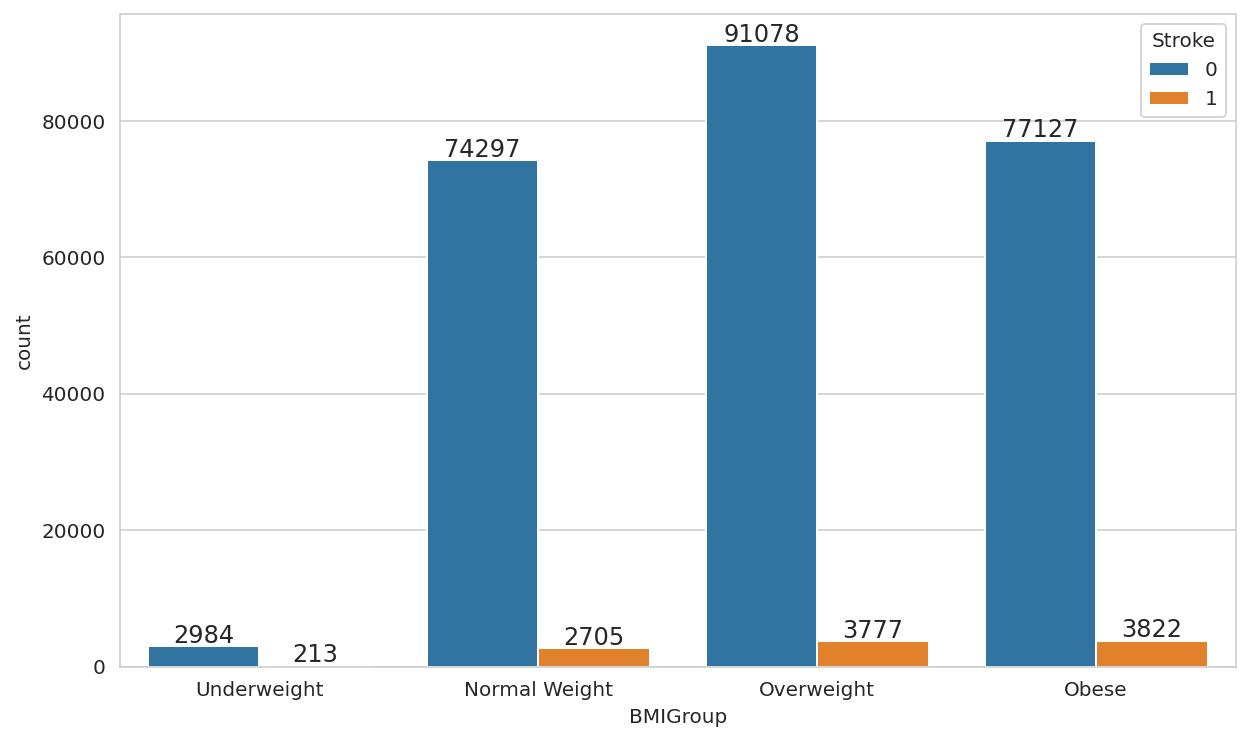 91078
Stroke
0
1
80000
77127
74297
60000
count
40000
20000
2984
213
2705
3777
3822
0
Underweight
Normal Weight
Overweight
Obese
BMIGroup